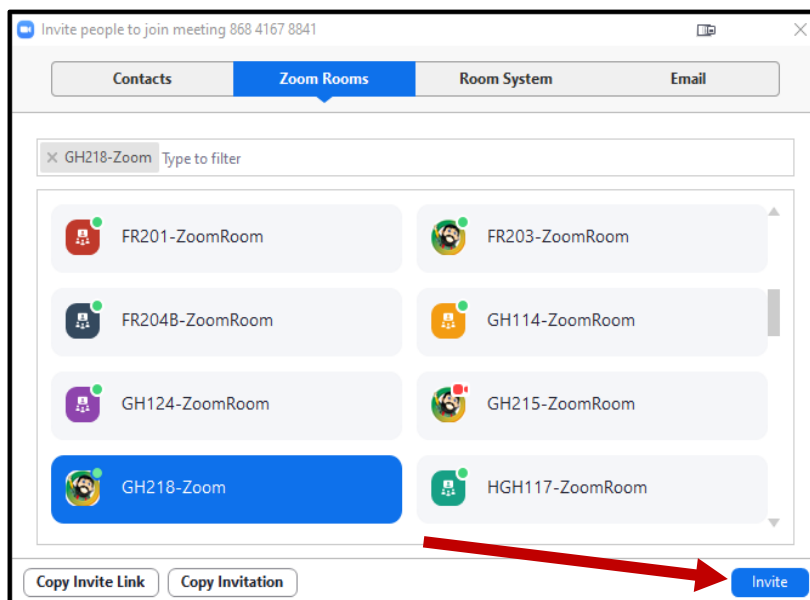 Invite people to join meeting 868 4167 8841
Contacts Zoom Rooms Room System Email
GH218-Zoom Type to filter
FR201-ZoomRoom FR203-ZoomRoom
FR204B-ZoomRoom GH114-ZoomRoom
GH124-ZoomRoom GH215-ZoomRoom
GH218-Zoom HGH117-ZoomRoom
Copy Invite Link Copy Invitation Invite